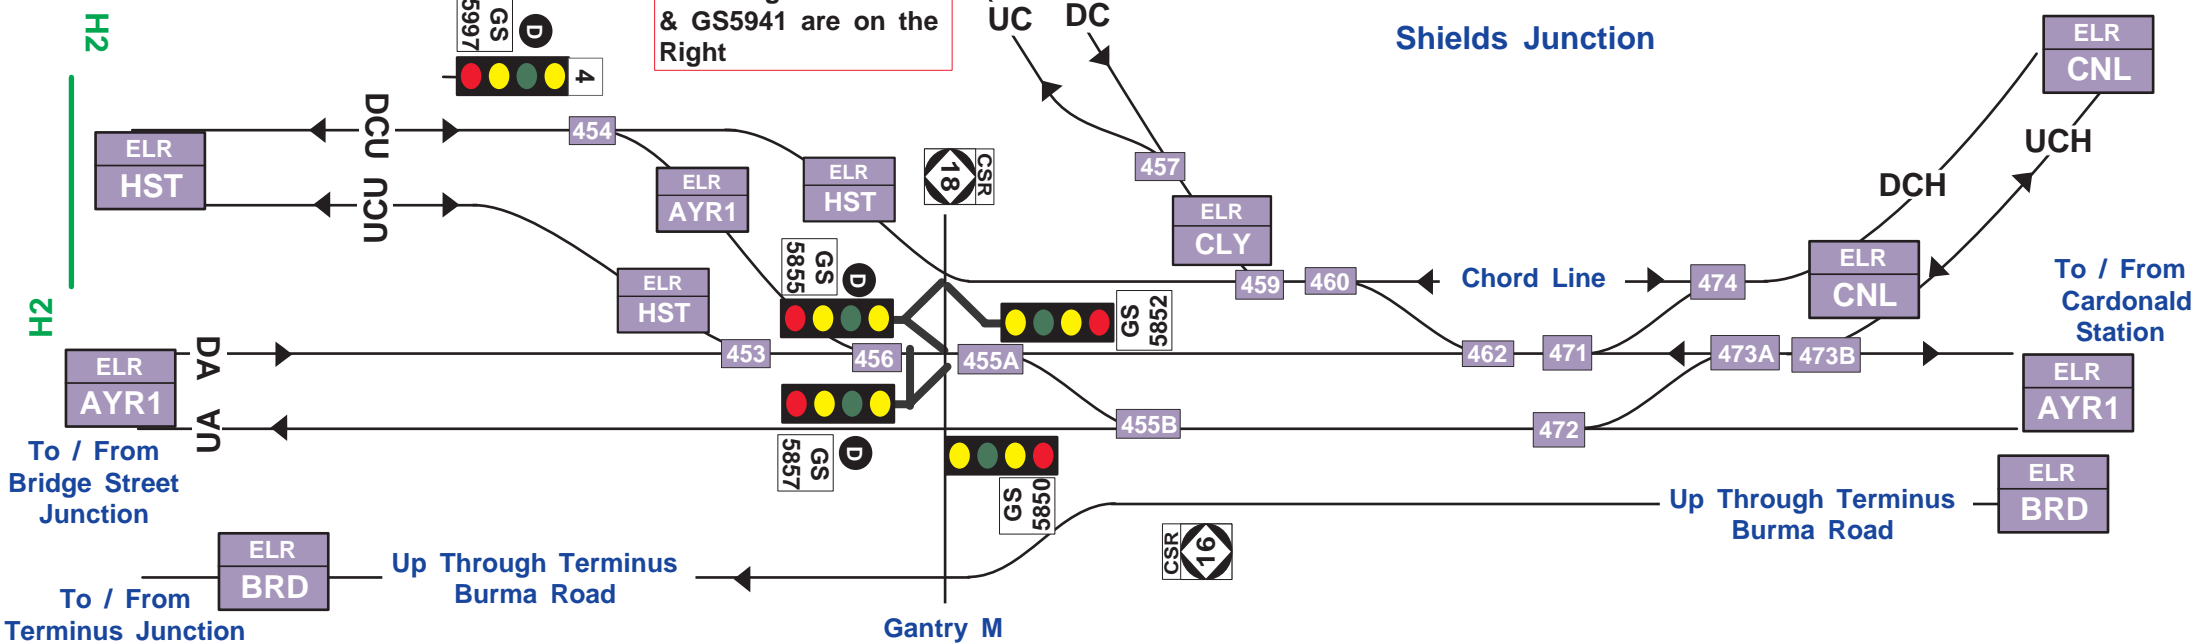 H2
GS
5997
D
4
& GS5941 are on the
Right
UC
DC
Shields Junction
ELR
CNL
DCU
454
ELR
HST
UCU
ELR
AYR1
ELR
HST
18
CSR
457
ELR
CLY
DCH
UCH
GS
5855
D
ELR
HST
459
460
Chord Line
474
ELR
CNL
To / From
Cardonald
Station
H2
GS
5852
DA
453
456
455A
462
471
473A
473B
ELR
AYR1
ELR
AYR1
UA
455B
472
To / From
Bridge Street
Junction
GS
5857
D
GS
5850
ELR
BRD
Up Through Terminus
Burma Road
CSR
16
ELR
BRD
Up Through Terminus
Burma Road
To / From
Terminus Junction
Gantry M